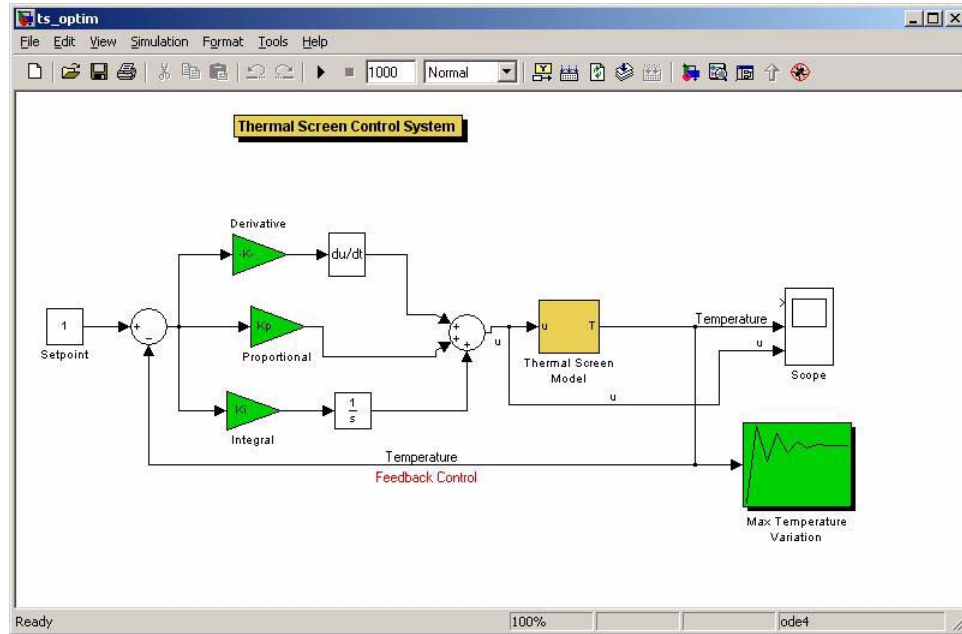 ts_optim
File Edit View Simulation Format Tools Help
1000 Normal
Thermal Screen Control System
Derivative
-K-
du/dt
1
Setpoint
+
−
Kp
Proportional
+
+
+
u
u T
Thermal Screen
Model
Temperature
u
Scope
u
Ki
Integral
1
s
Temperature
Feedback Control
Max Temperature
Variation
Ready 100% ode4